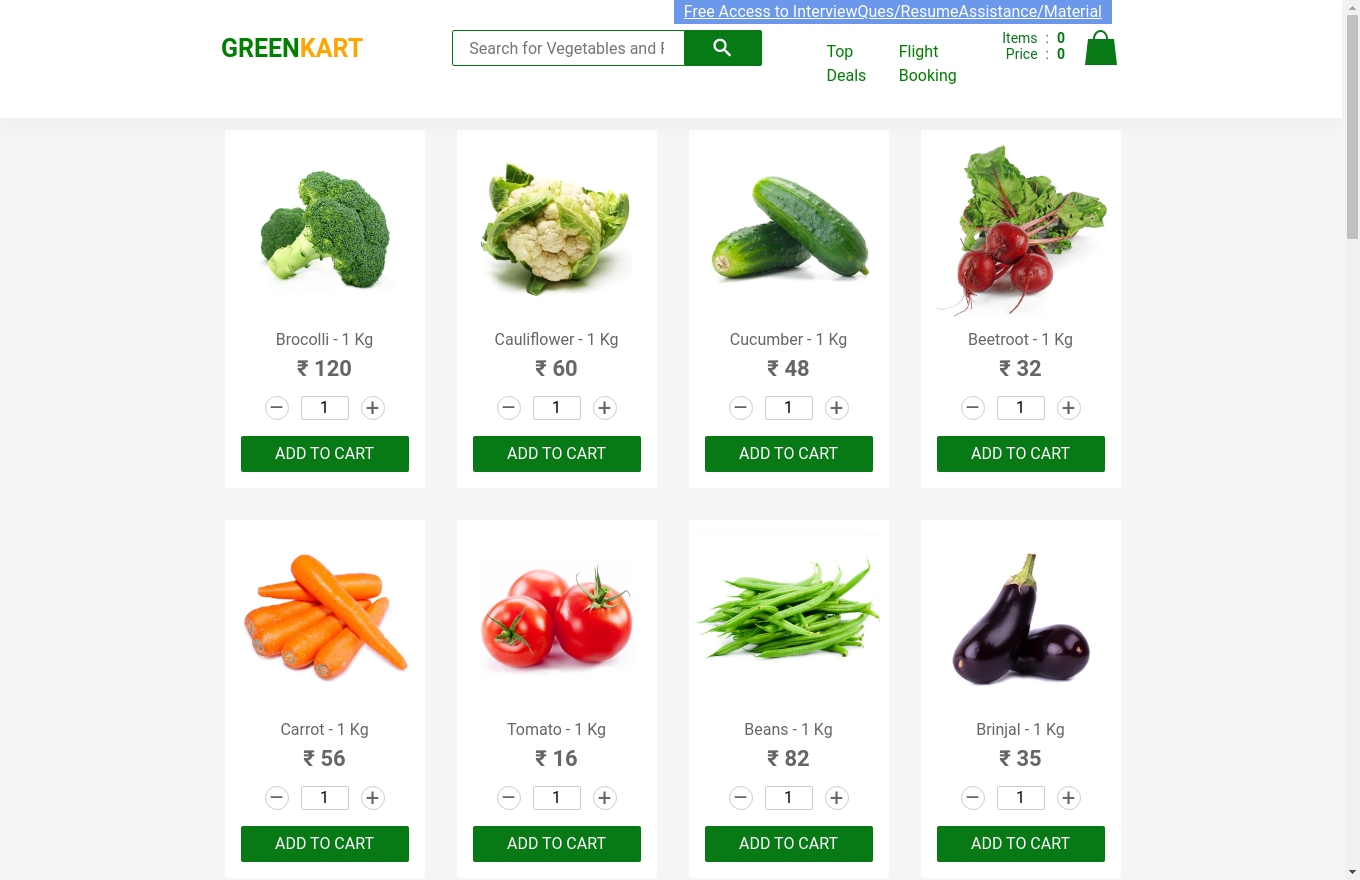 Free Access to InterviewQues/ResumeAssistance/Material
GREENKART
Search for Vegetables and F
Top
Deals
Flight
Booking
Items : 0
Price : 0
Brocolli - 1 Kg
₹ 120
− 1 +
ADD TO CART
Cauliflower - 1 Kg
₹ 60
− 1 +
ADD TO CART
Cucumber - 1 Kg
₹ 48
− 1 +
ADD TO CART
Beetroot - 1 Kg
₹ 32
− 1 +
ADD TO CART
Carrot - 1 Kg
₹ 56
− 1 +
ADD TO CART
Tomato - 1 Kg
₹ 16
− 1 +
ADD TO CART
Beans - 1 Kg
₹ 82
− 1 +
ADD TO CART
Brinjal - 1 Kg
₹ 35
− 1 +
ADD TO CART